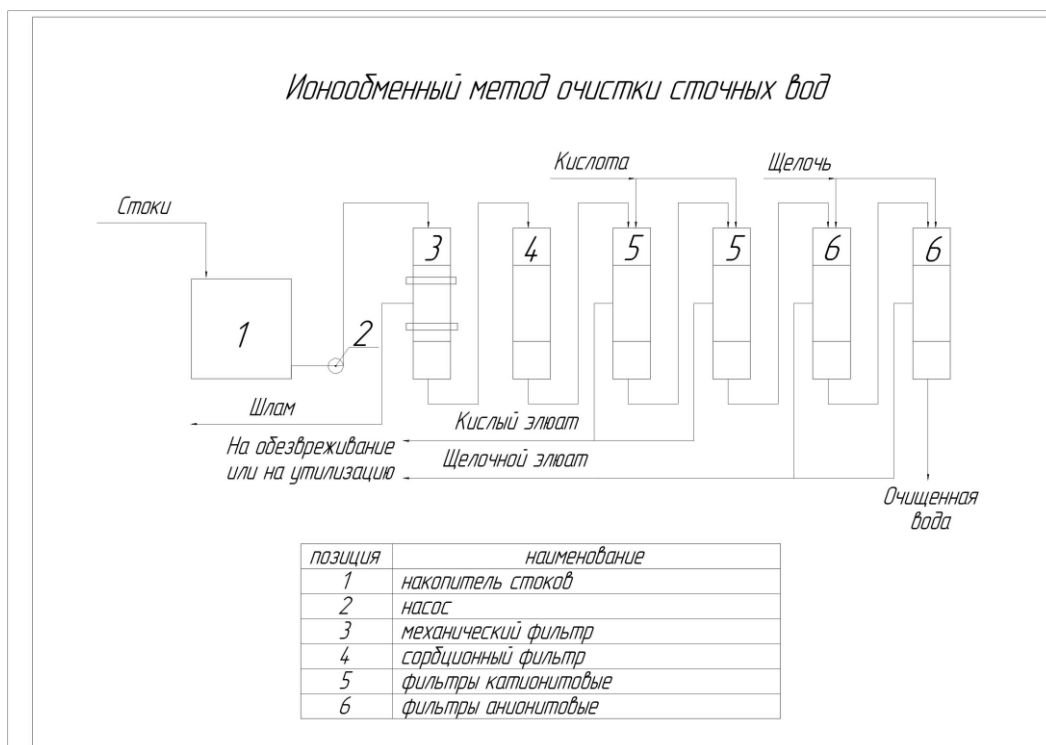 Ионообменный метод очистки сточных вод
Кислота
Щелочь
Стоки
3
4
5
5
6
6
1
2
Шлам
Кислый элюат
На обезвреживание
или на утилизацию
Щелочной элюат
Очищенная
вода
позиция наименование
1 накопитель стоков
2 насос
3 механический фильтр
4 сорбционный фильтр
5 фильтры катионитовые
6 фильтры анионитовые